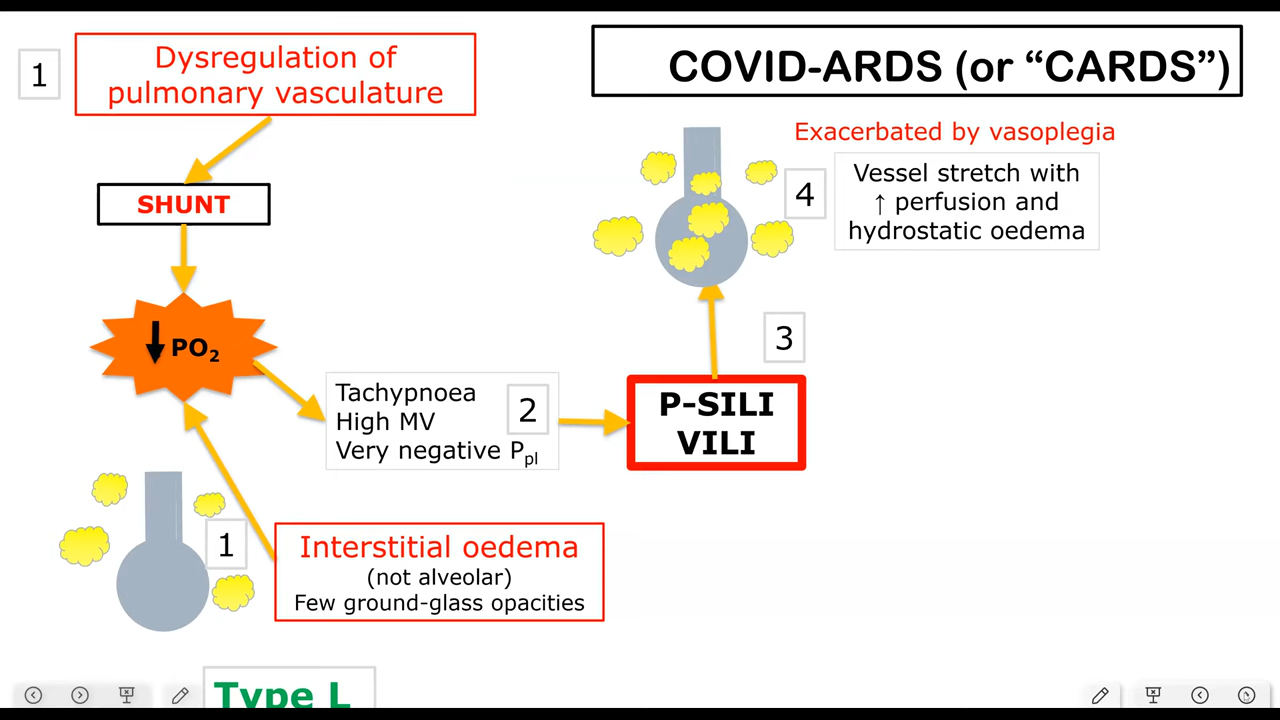 COVID-ARDS (or “CARDS”)
1
Dysregulation of
pulmonary vasculature
SHUNT
↓ PO₂
Tachypnoea
High MV
Very negative Pₚₗ
2
P-SILI
VILI
3
Exacerbated by vasoplegia
4
Vessel stretch with
↑ perfusion and
hydrostatic oedema
1
Interstitial oedema
(not alveolar)
Few ground-glass opacities
Type L